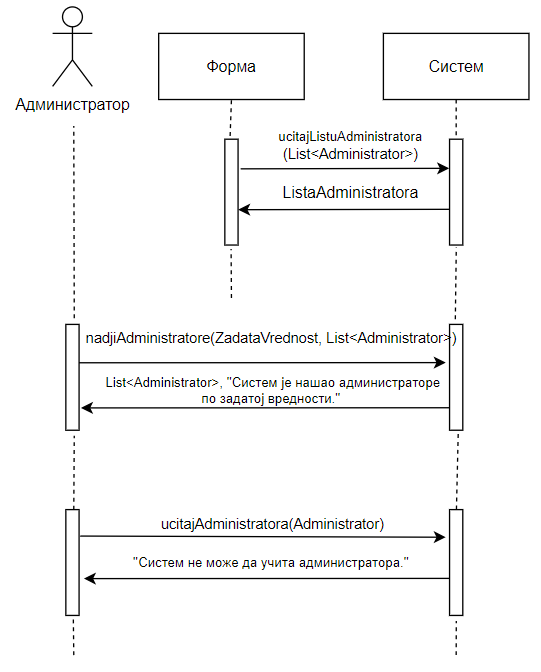 Форма
Систем
Администратор
ucitajListuAdministratora
(List<Administrator>)
ListaAdministratora
nadjiAdministratore(ZadataVrednost, List<Administrator>)
List<Administrator>, "Систем је нашао администраторе
по задатој вредности."
ucitajAdministratora(Administrator)
"Систем не може да учита администратора."